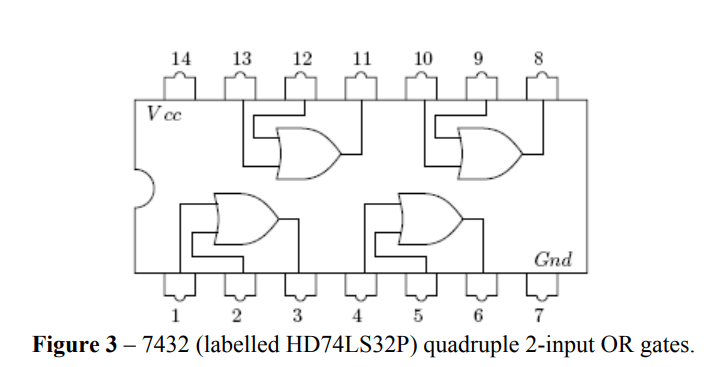 14 13 12 11 10 9 8
Vcc
Gnd
1 2 3 4 5 6 7
Figure 3 – 7432 (labelled HD74LS32P) quadruple 2-input OR gates.